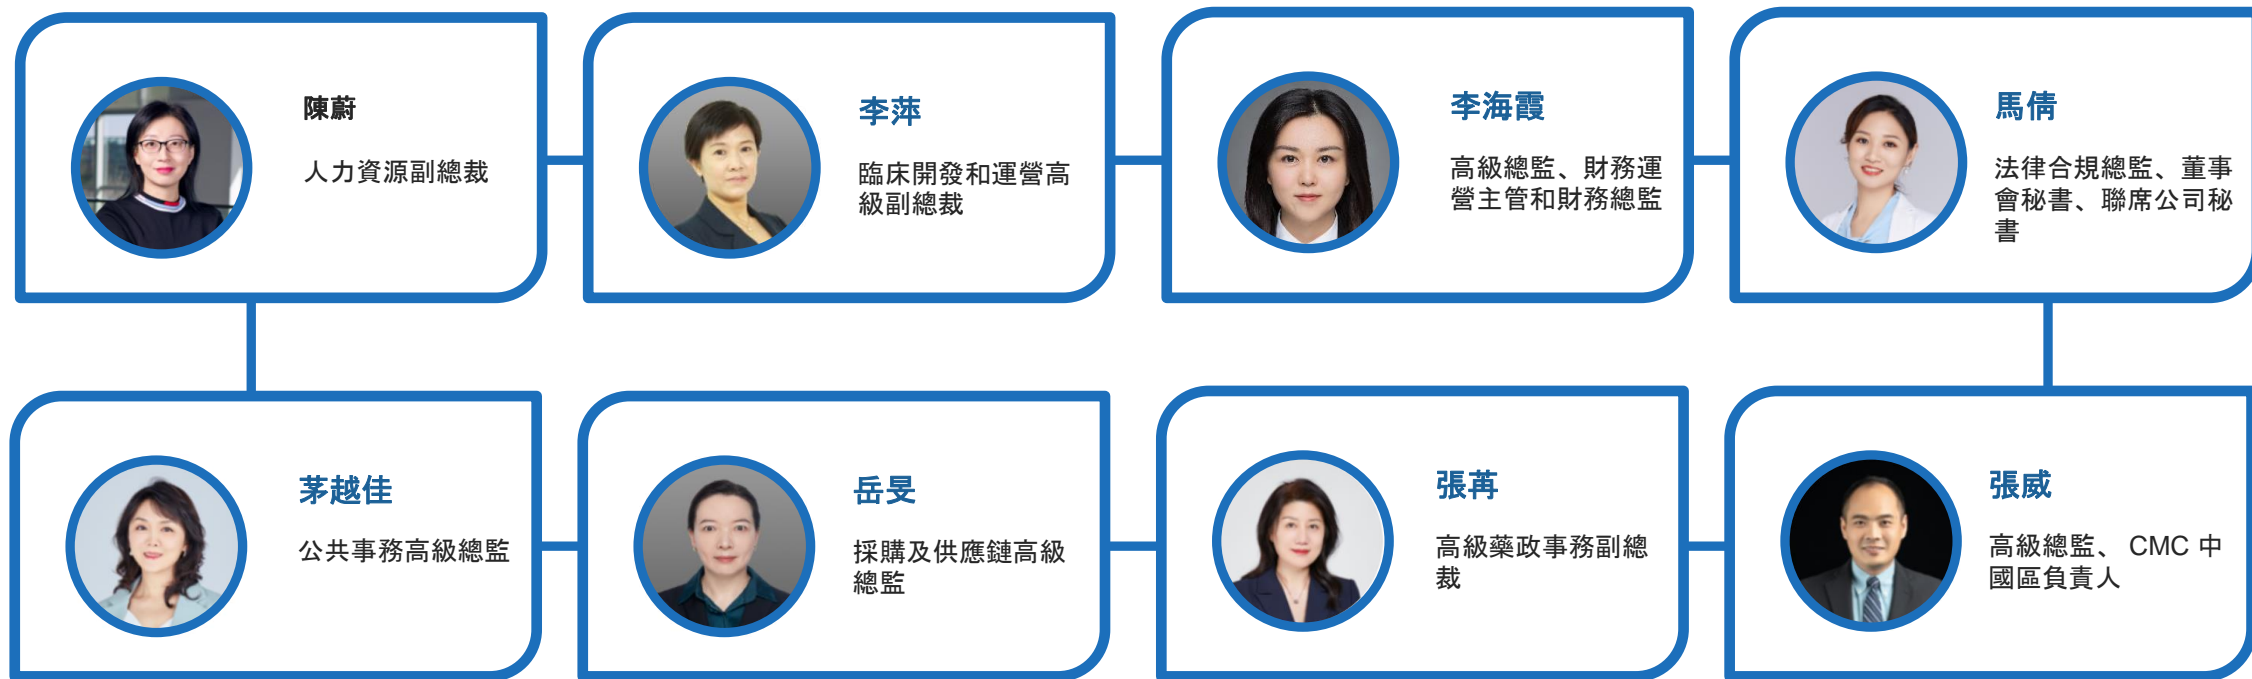 陳蔚
人力資源副總裁
李萍
臨床開發和運營高
級副總裁
李海霞
高級總監、財務運
營主管和財務總監
馬倩
法律合規總監、董事
會秘書、聯席公司秘
書
茅越佳
公共事務高級總監
岳旻
採購及供應鏈高級
總監
張苒
高級藥政事務副總
裁
張威
高級總監、 CMC 中
國區負責人